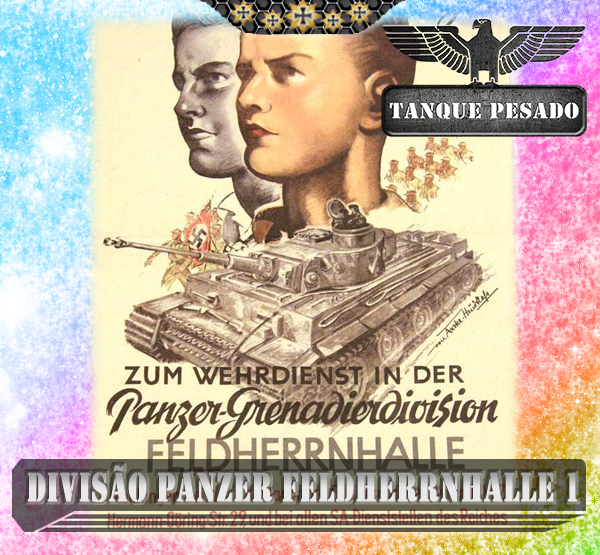 TANQUE PESADO
ZUM WEHRDIENST IN DER
Panzer-Grenadierdivision
FELDHERRNHALLE
DIVISÃO PANZER FELDHERRNHALLE 1
Hermann-Göring Str. 29, und bei allen SA Dienststellen des Reiches